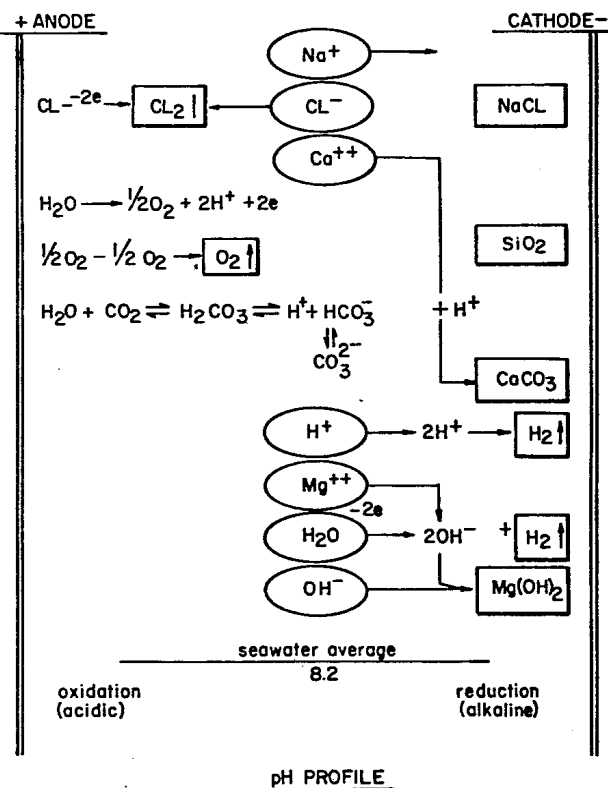 + ANODE CATHODE−
Na⁺
CL-⁻²ᵉ → CL₂ ↑ ← CL⁻ NaCL
Ca⁺⁺
H₂O → ½O₂ + 2H⁺ +2e
SiO₂
½O₂ − ½O₂ → O₂ ↑
H₂O + CO₂ ⇌ H₂CO₃ ⇌ H⁺ + HCO₃⁻ + H⁺
⇌
CO₃²⁻
CaCO₃
H⁺ → 2H⁺ → H₂ ↑
Mg⁺⁺
-2e
H₂O → 2OH⁻ + H₂ ↑
OH⁻ Mg(OH)₂
seawater average
8.2
oxidation reduction
(acidic) (alkaline)
pH PROFILE